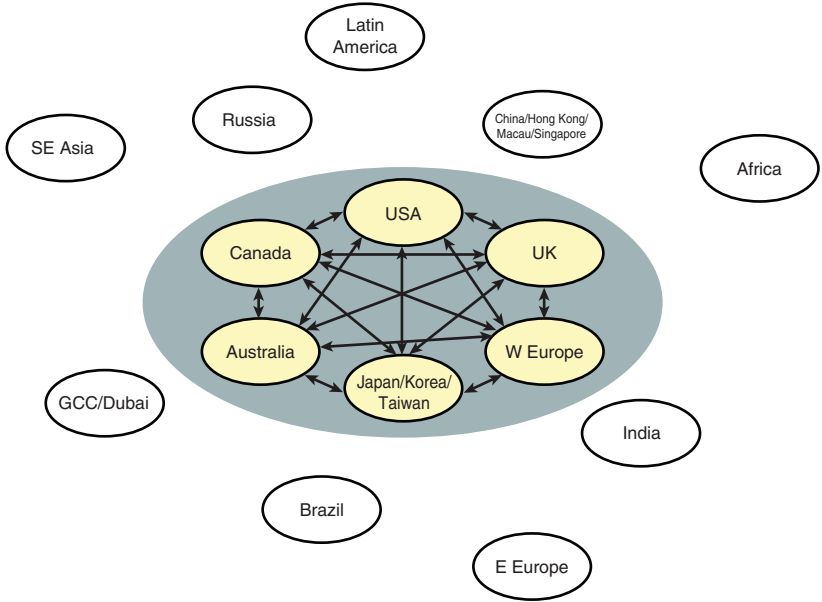 Latin
America
Russia
China/Hong Kong/
Macau/Singapore
SE Asia
Africa
USA
Canada
UK
Australia
W Europe
Japan/Korea/
Taiwan
GCC/Dubai
India
Brazil
E Europe